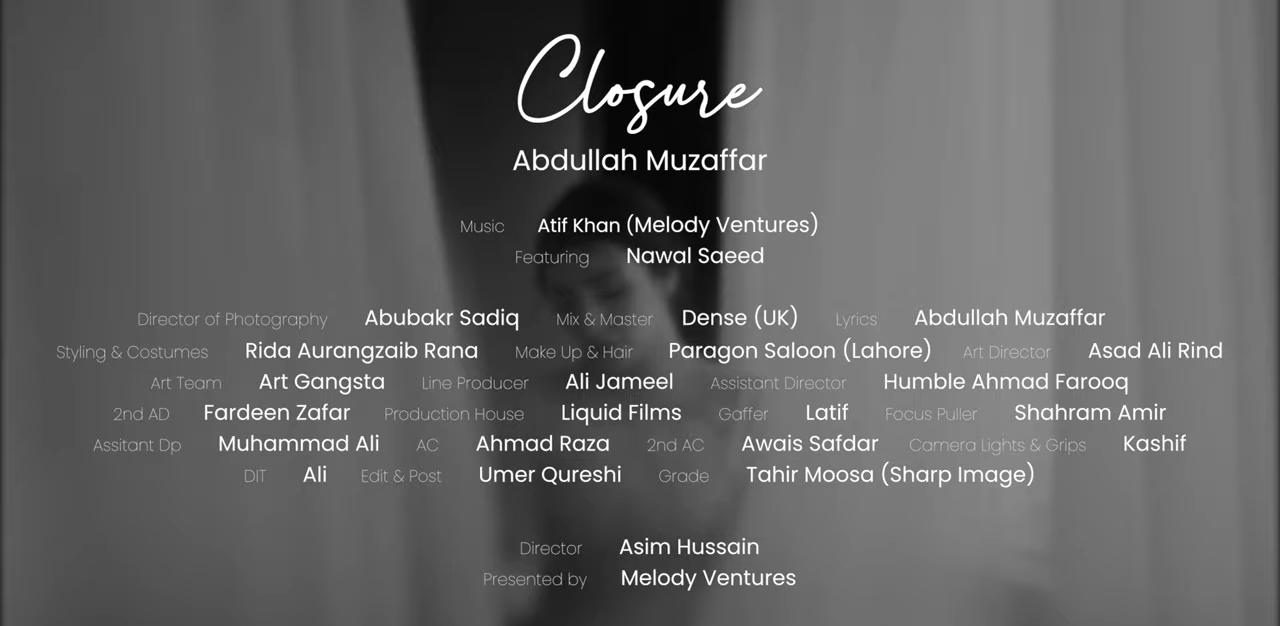 Closure
Abdullah Muzaffar
Music Atif Khan (Melody Ventures)
Featuring Nawal Saeed
Director of Photography Abubakr Sadiq Mix & Master Dense (UK) Lyrics Abdullah Muzaffar
Styling & Costumes Rida Aurangzaib Rana Make Up & Hair Paragon Saloon (Lahore) Art Director Asad Ali Rind
Art Team Art Gangsta Line Producer Ali Jameel Assistant Director Humble Ahmad Farooq
2nd AD Fardeen Zafar Production House Liquid Films Gaffer Latif Focus Puller Shahram Amir
Assitant Dp Muhammad Ali AC Ahmad Raza 2nd AC Awais Safdar Camera Lights & Grips Kashif
DIT Ali Edit & Post Umer Qureshi Grade Tahir Moosa (Sharp Image)
Director Asim Hussain
Presented by Melody Ventures